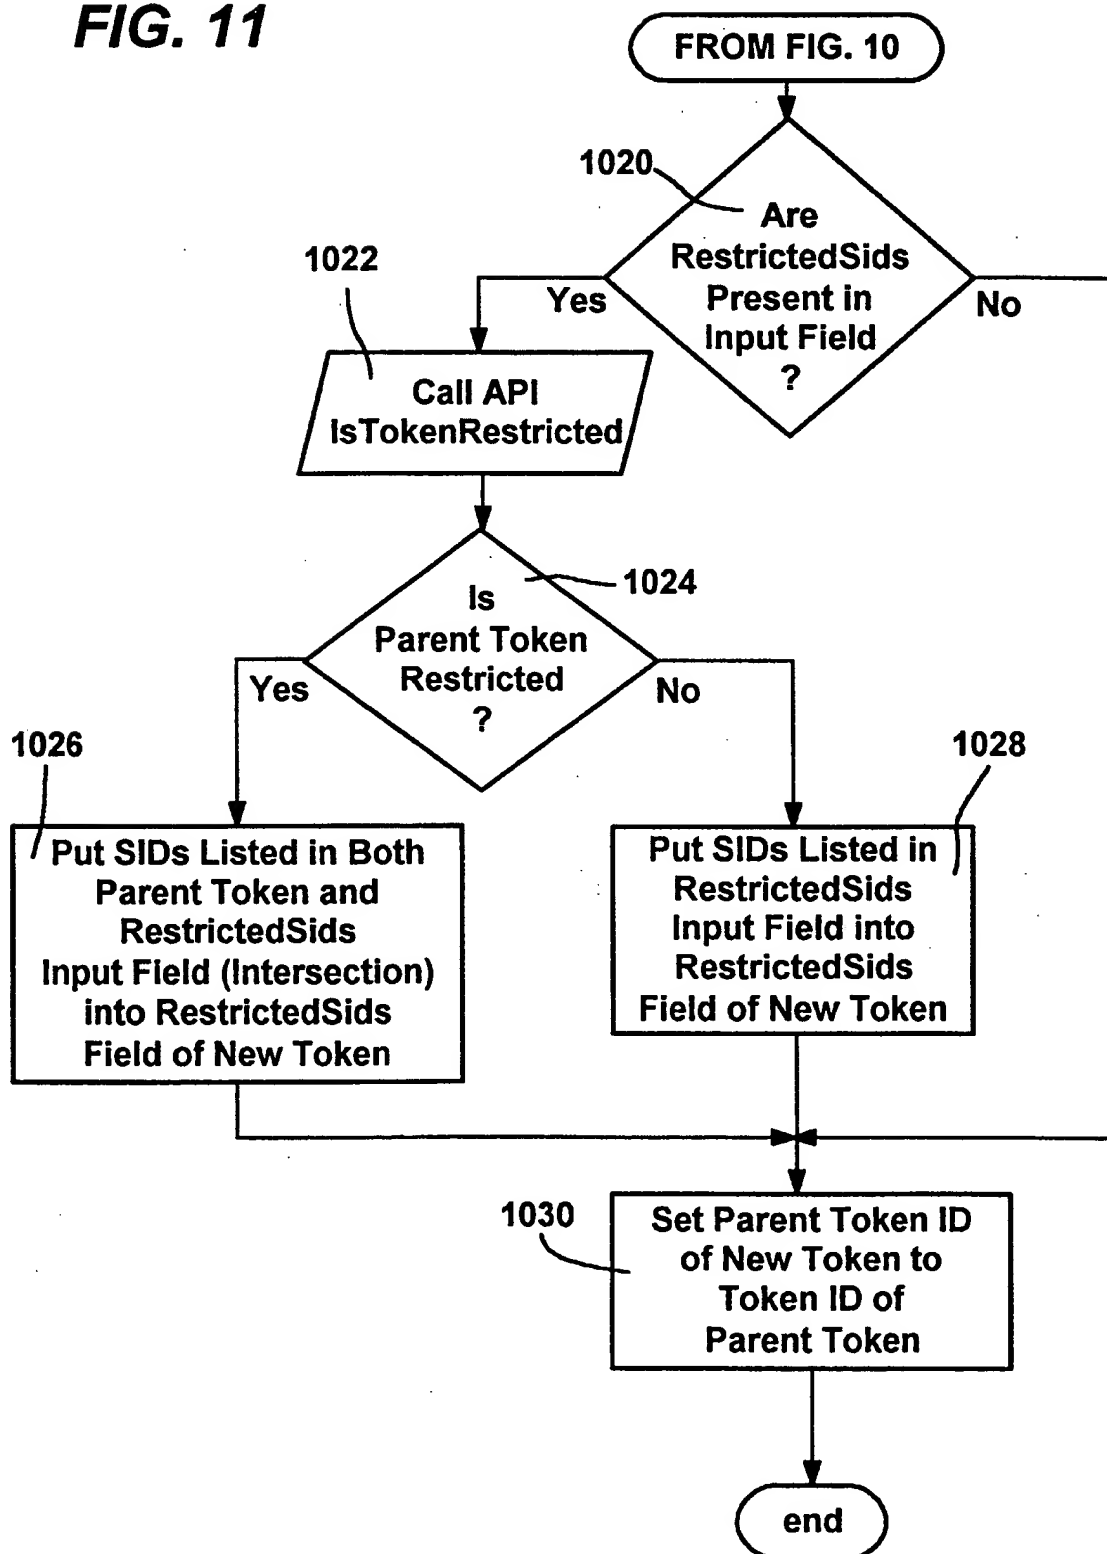 FIG. 11
FROM FIG. 10
1020
Are
RestrictedSids
Present in
Input Field
?
Yes
No
1022
Call API
IsTokenRestricted
1024
Is
Parent Token
Restricted
?
Yes
No
1026
Put SIDs Listed in Both
Parent Token and
RestrictedSids
Input Field (Intersection)
into RestrictedSids
Field of New Token
1028
Put SIDs Listed in
RestrictedSids
Input Field into
RestrictedSids
Field of New Token
1030
Set Parent Token ID
of New Token to
Token ID of
Parent Token
end